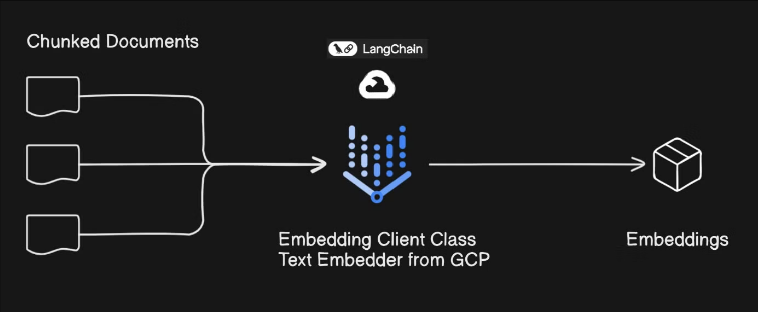 Chunked Documents
LangChain
Embedding Client Class
Text Embedder from GCP
Embeddings